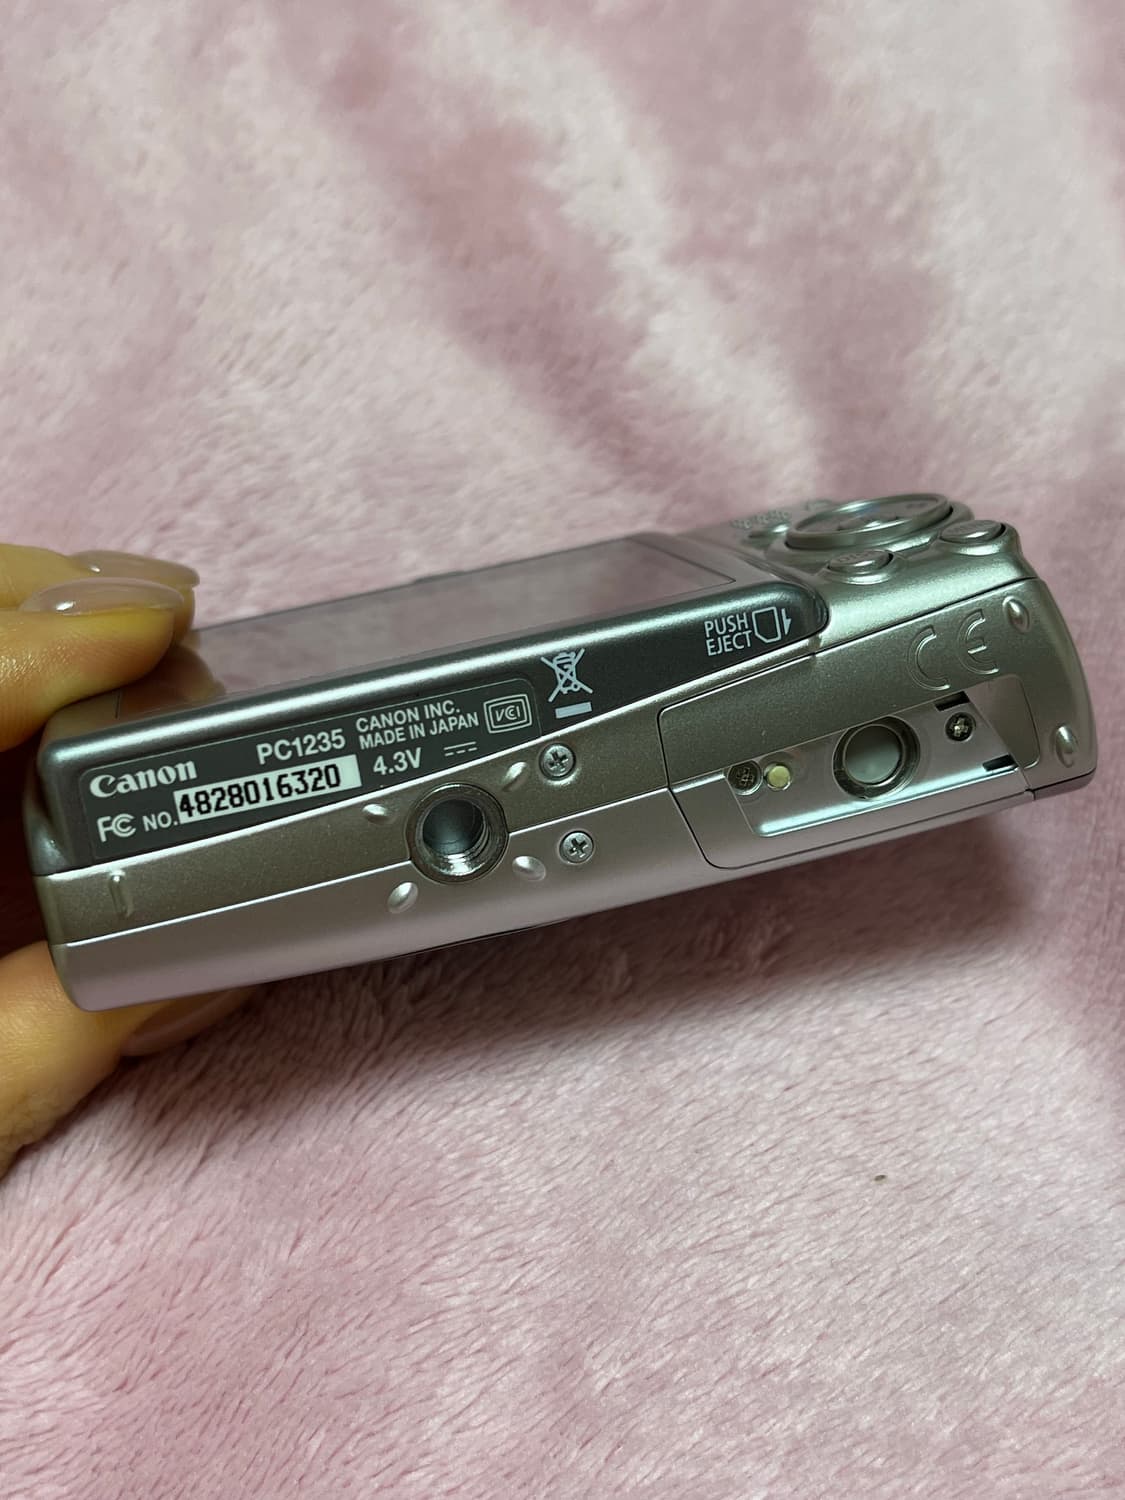 PUSH
EJECT
Canon
PC1235
CANON INC.
MADE IN JAPAN
VCI
FC NO. 4828016320
4.3V
CE